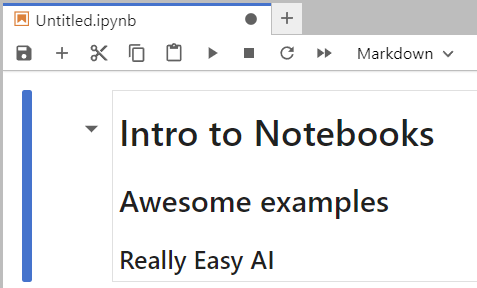 Untitled.ipynb
Markdown
Intro to Notebooks
Awesome examples
Really Easy AI